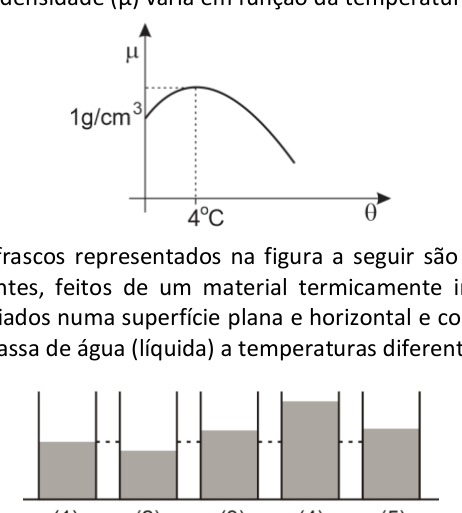 densidade (μ) varia em função da temperatur
μ
1g/cm³
4ºC
θ
frascos representados na figura a seguir são
ntes, feitos de um material termicamente i
iados numa superfície plana e horizontal e co
assa de água (líquida) a temperaturas diferent